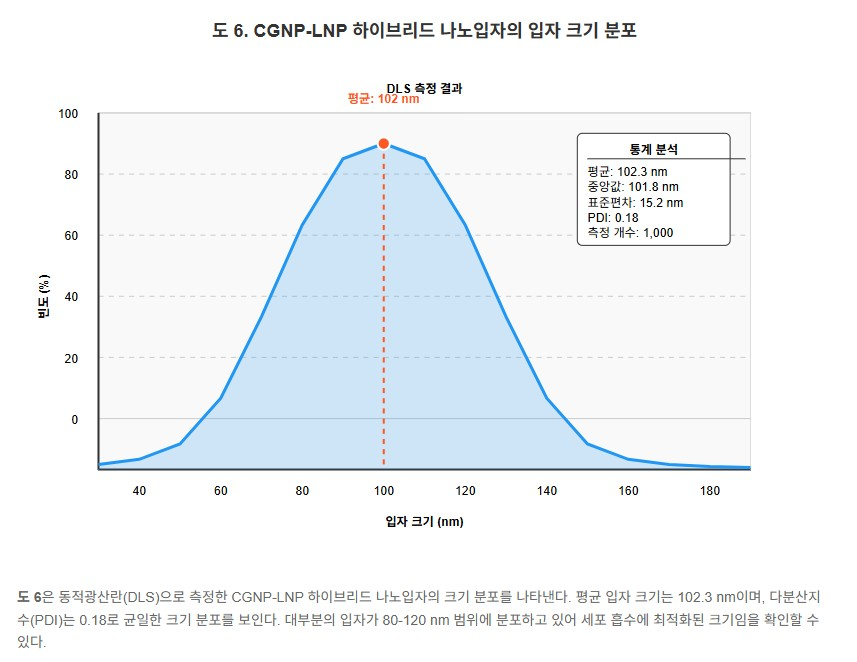 도 6. CGNP-LNP 하이브리드 나노입자의 입자 크기 분포
DLS 측정 결과
평균: 102 nm
100
80
60
40
20
0
빈도 (%)
통계 분석
평균: 102.3 nm
중앙값: 101.8 nm
표준편차: 15.2 nm
PDI: 0.18
측정 개수: 1,000
40 60 80 100 120 140 160 180
입자 크기 (nm)
도 6은 동적광산란(DLS)으로 측정한 CGNP-LNP 하이브리드 나노입자의 크기 분포를 나타낸다. 평균 입자 크기는 102.3 nm이며, 다분산지
수(PDI)는 0.18로 균일한 크기 분포를 보인다. 대부분의 입자가 80-120 nm 범위에 분포하고 있어 세포 흡수에 최적화된 크기임을 확인할 수
있다.